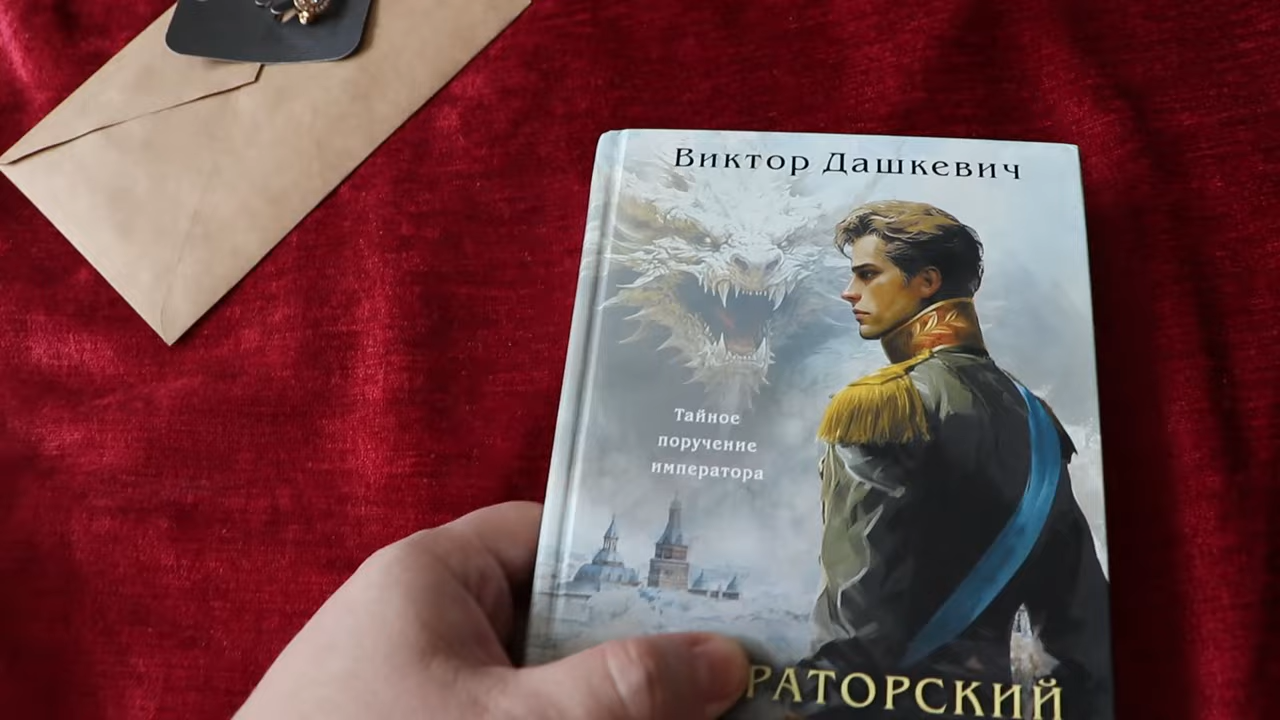 Виктор Дашкевич
Тайное
поручение
императора
РАТОРСКИЙ